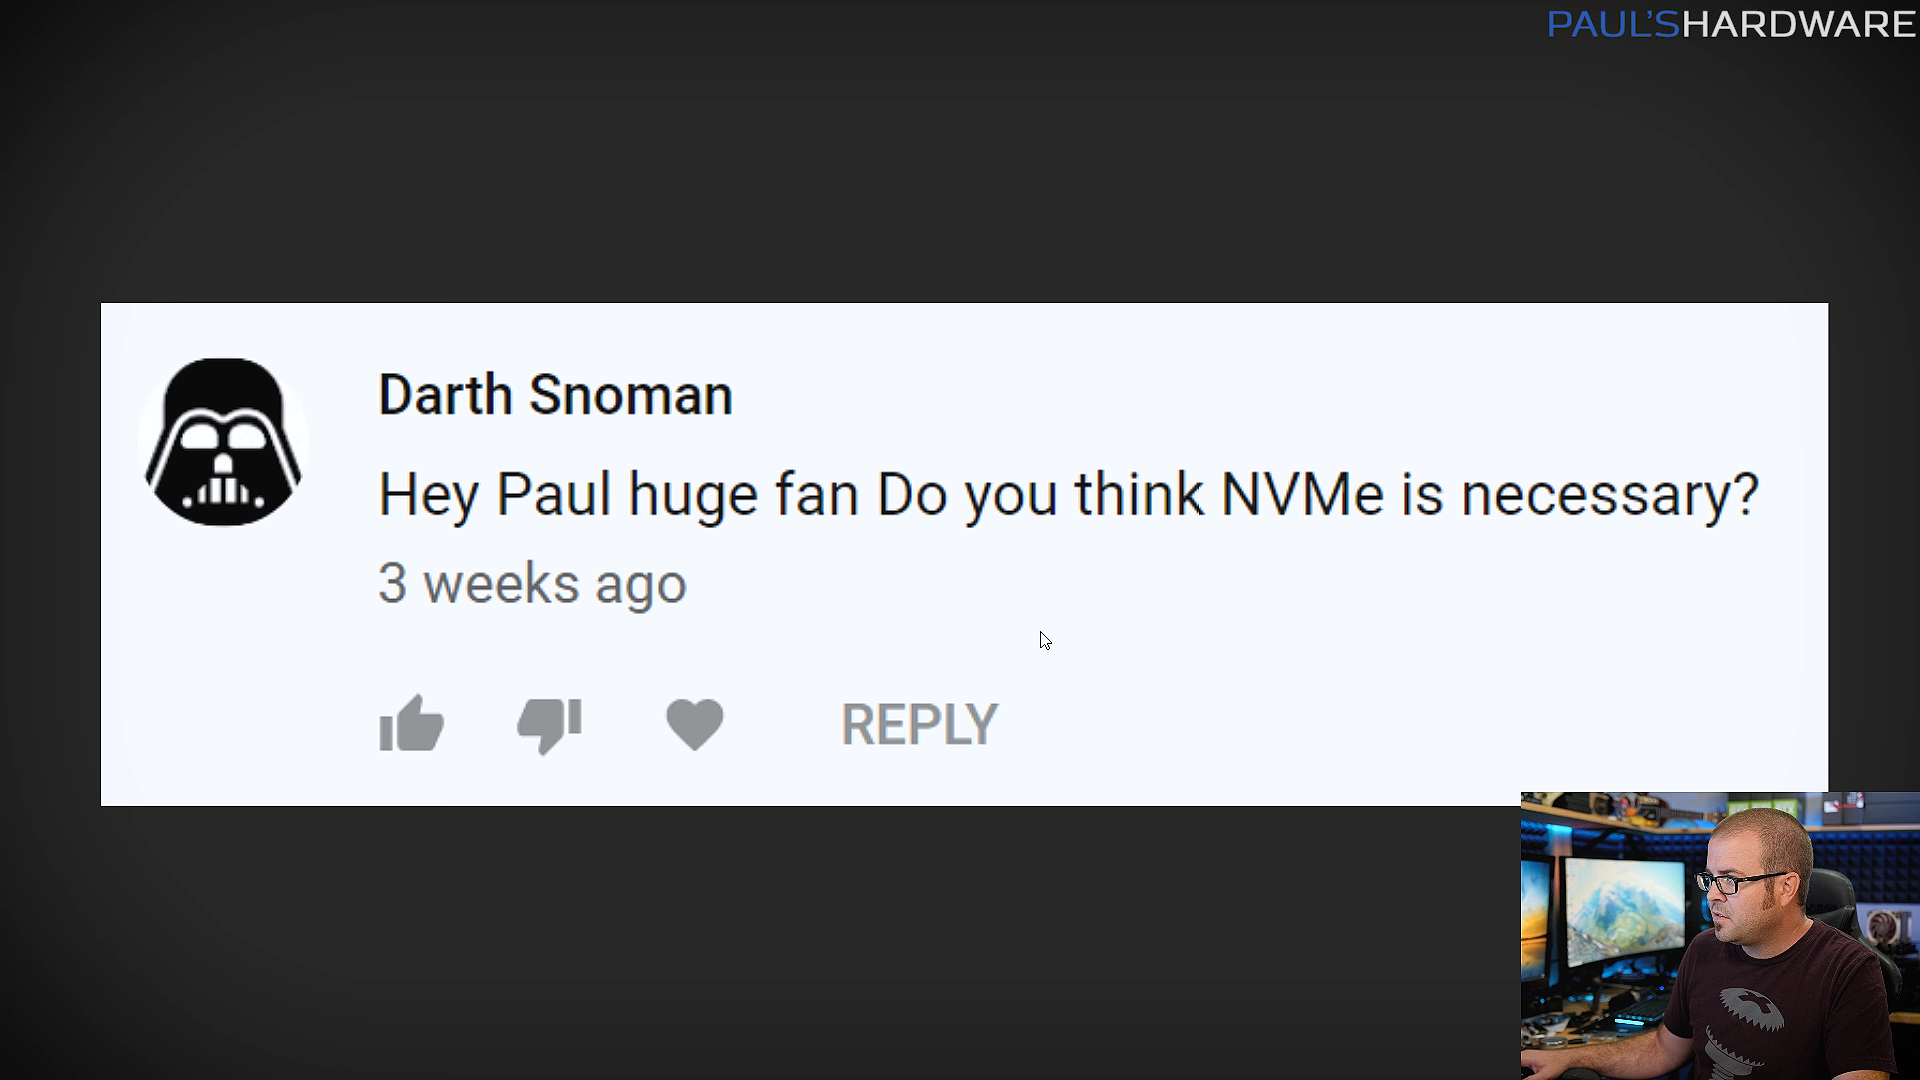 PAUL'SHARDWARE
Darth Snoman
Hey Paul huge fan Do you think NVMe is necessary?
3 weeks ago
REPLY